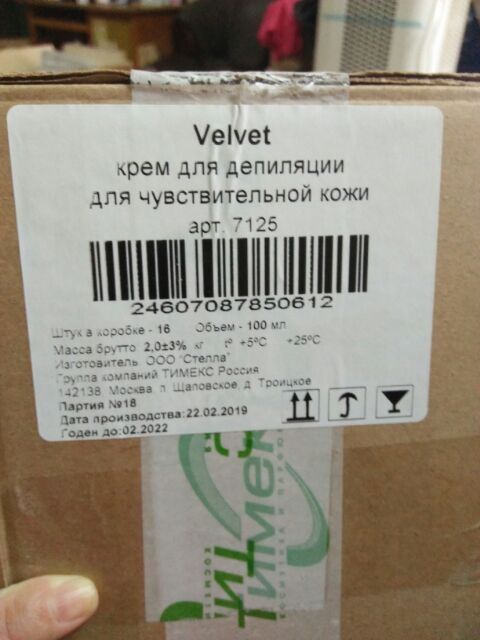 Velvet
крем для депиляции
для чувствительной кожи
арт. 7125
24607087850612
Штук в коробке - 16 Объем - 100 мл
Масса брутто 2,0±3% кг t° +5°C +25°C
Изготовитель ООО "Стелла"
Группа компаний ТИМЕКС Россия
142138 Москва п. Щаповское д. Троицкое
Партия №18
Дата производства:22.02.2019
Годен до:02.2022
Тимекс